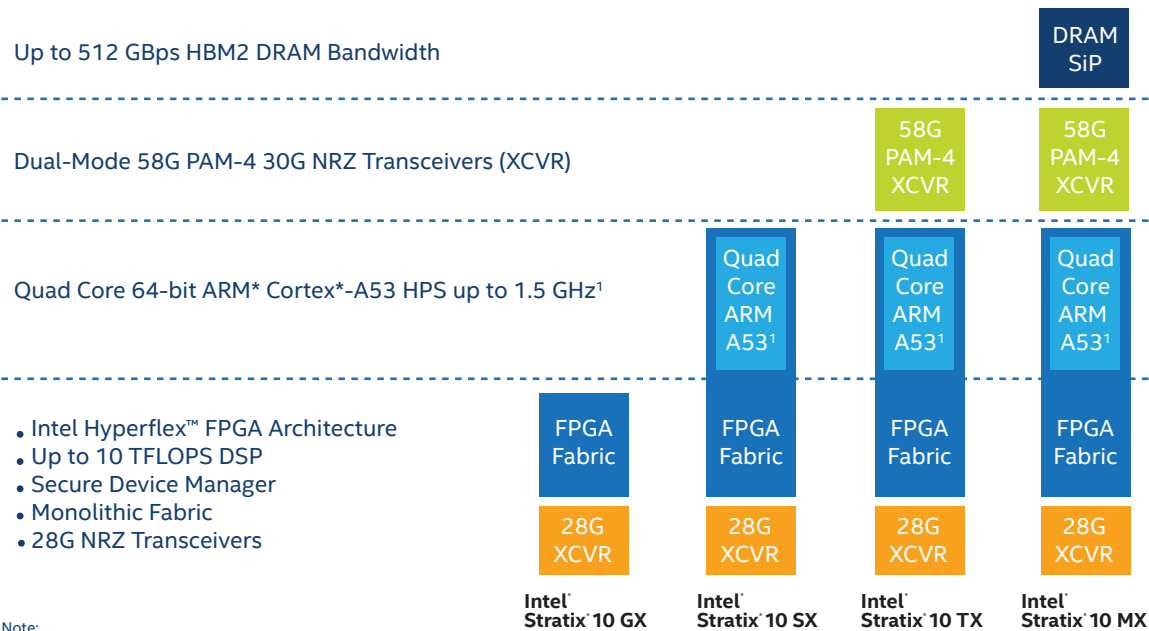 Up to 512 GBps HBM2 DRAM Bandwidth
DRAM
SiP
Dual-Mode 58G PAM-4 30G NRZ Transceivers (XCVR)
58G
PAM-4
XCVR
58G
PAM-4
XCVR
Quad Core 64-bit ARM* Cortex*-A53 HPS up to 1.5 GHz¹
Quad
Core
ARM
A53¹
Quad
Core
ARM
A53¹
Quad
Core
ARM
A53¹
• Intel Hyperflex™ FPGA Architecture
• Up to 10 TFLOPS DSP
• Secure Device Manager
• Monolithic Fabric
• 28G NRZ Transceivers
FPGA
Fabric
FPGA
Fabric
FPGA
Fabric
FPGA
Fabric
28G
XCVR
28G
XCVR
28G
XCVR
28G
XCVR
Intel®
Stratix® 10 GX
Intel®
Stratix® 10 SX
Intel®
Stratix® 10 TX
Intel®
Stratix® 10 MX
Note: